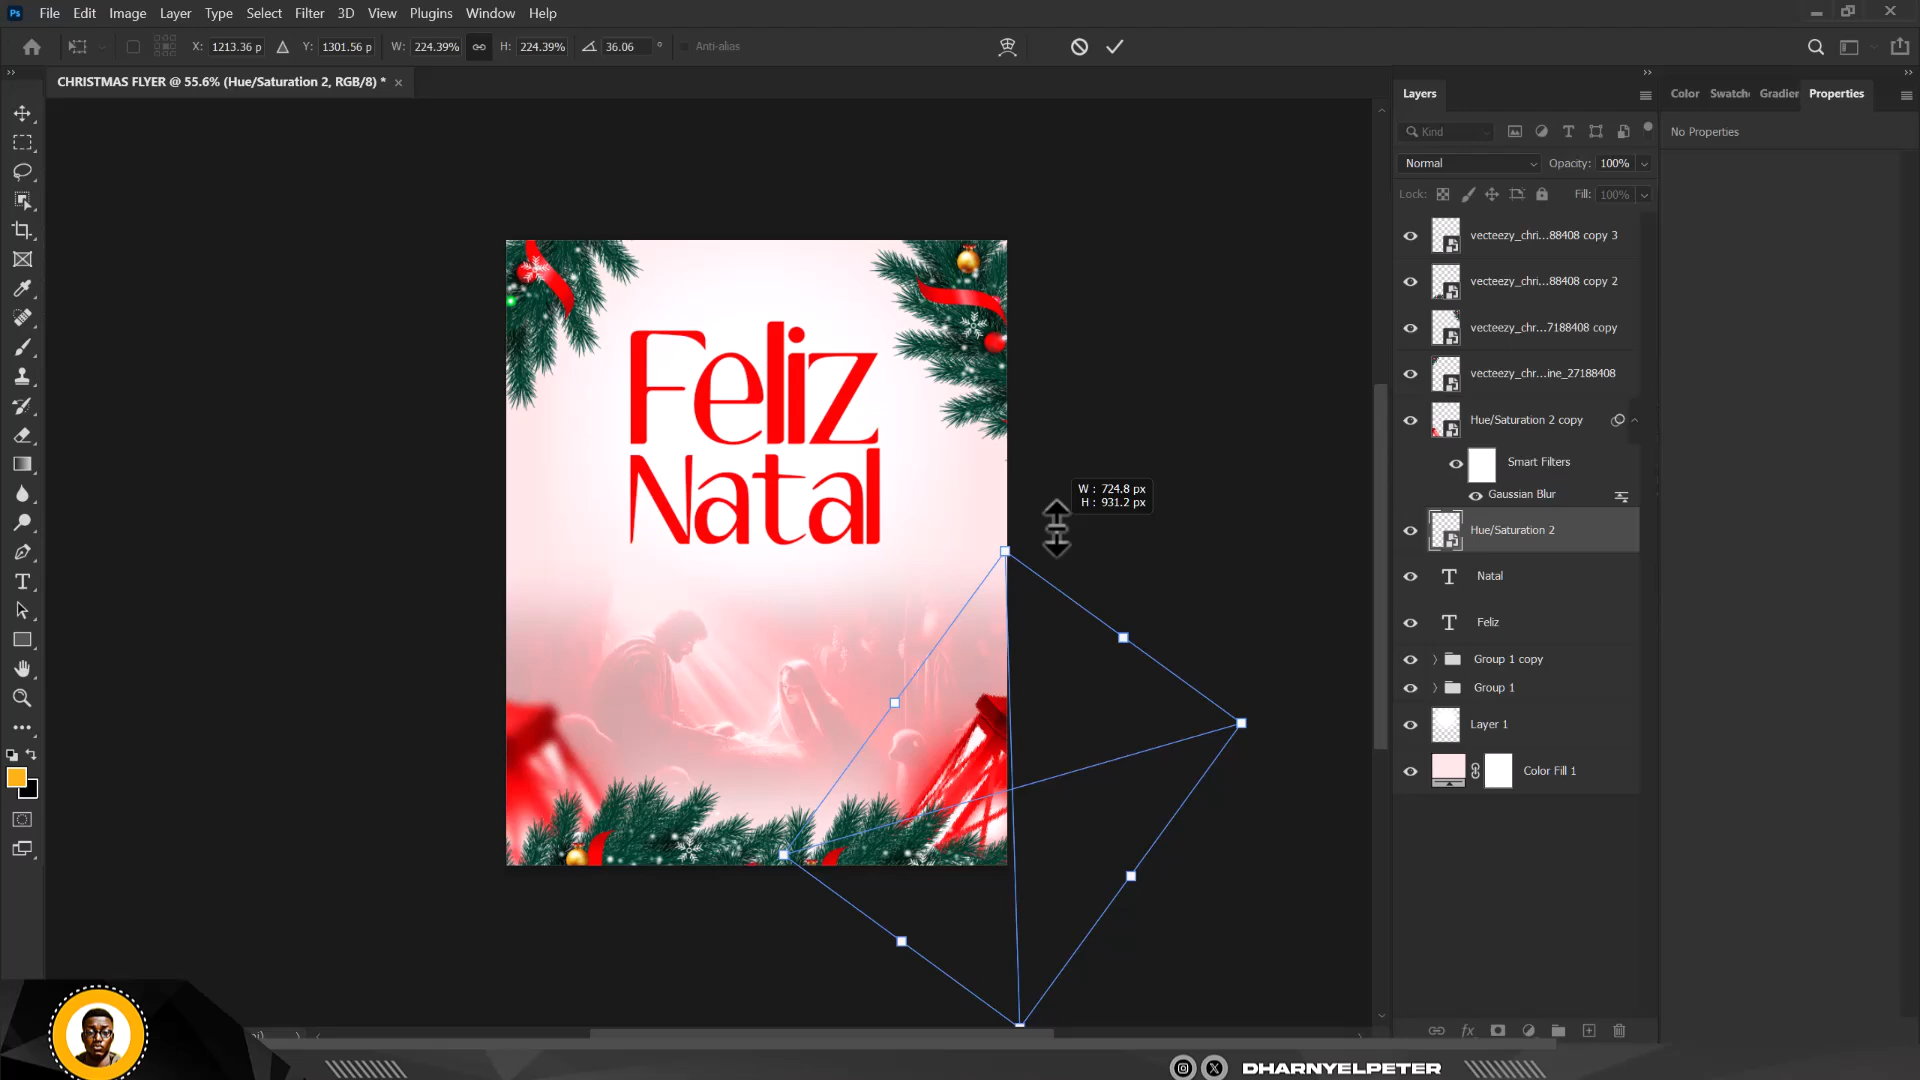 Ps File Edit Image Layer Type Select Filter 3D View Plugins Window Help
X: 1213.36 p Y: 1301.56 p W: 224.39% H: 224.39% 36.06 ° Anti-alias
CHRISTMAS FLYER @ 55.6% (Hue/Saturation 2, RGB/8) * ×
Layers
Color Swatch Gradier Properties
Kind
No Properties
Normal Opacity: 100%
Lock: Fill: 100%
vecteezy_chri...88408 copy 3
vecteezy_chri...88408 copy 2
vecteezy_chr...7188408 copy
vecteezy_chr...ine_27188408
Hue/Saturation 2 copy
Smart Filters
Gaussian Blur
Hue/Saturation 2
Natal
Feliz
Group 1 copy
Group 1
Layer 1
Color Fill 1
Feliz
Natal
W : 724.8 px
H : 931.2 px
fx
DHARNYELPETER